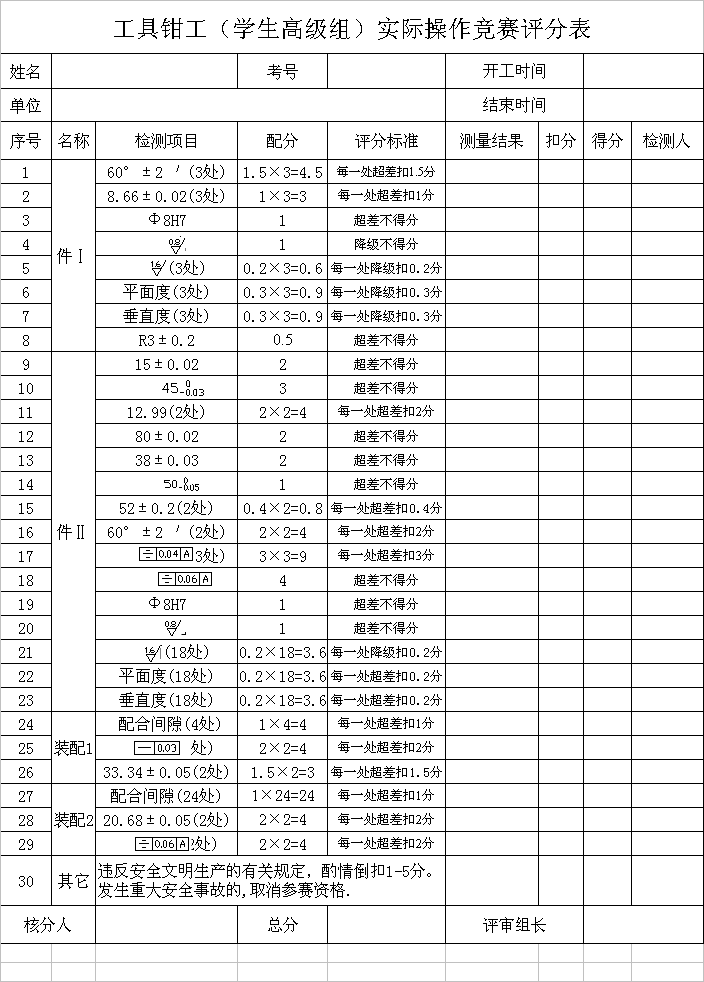 工具钳工（学生高级组）实际操作竞赛评分表
姓名 考号 开工时间
单位 结束时间
序号 名称 检测项目 配分 评分标准 测量结果 扣分 得分 检测人
件Ⅰ
1 60°±2′(3处) 1.5×3=4.5 每一处超差扣1.5分
2 8.66±0.02(3处) 1×3=3 每一处超差扣1分
3 Φ8H7 1 超差不得分
4 0.8 1 降级不得分
5 1.6 (3处) 0.2×3=0.6 每一处降级扣0.2分
6 平面度(3处) 0.3×3=0.9 每一处降级扣0.3分
7 垂直度(3处) 0.3×3=0.9 每一处降级扣0.3分
8 R3±0.2 0.5 超差不得分
件Ⅱ
9 15±0.02 2 超差不得分
10 45 0 -0.03 3 超差不得分
11 12.99(2处) 2×2=4 每一处超差扣2分
12 80±0.02 2 超差不得分
13 38±0.03 2 超差不得分
14 50 0 -0.05 1 超差不得分
15 52±0.2(2处) 0.4×2=0.8 每一处超差扣0.4分
16 60°±2′(2处) 2×2=4 每一处超差扣2分
17 ÷ 0.04 A 3处) 3×3=9 每一处超差扣3分
18 ÷ 0.06 A 4 超差不得分
19 Φ8H7 1 超差不得分
20 0.8 1 超差不得分
21 1.6 (18处) 0.2×18=3.6 每一处降级扣0.2分
22 平面度(18处) 0.2×18=3.6 每一处超差扣0.2分
23 垂直度(18处) 0.2×18=3.6 每一处超差扣0.2分
装配1
24 配合间隙(4处) 1×4=4 每一处超差扣1分
25 — 0.03 处) 2×2=4 每一处超差扣2分
26 33.34±0.05(2处) 1.5×2=3 每一处超差扣1.5分
装配2
27 配合间隙(24处) 1×24=24 每一处超差扣1分
28 20.68±0.05(2处) 2×2=4 每一处超差扣2分
29 ÷ 0.06 A 处) 2×2=4 每一处超差扣2分
30 其它 违反安全文明生产的有关规定，酌情倒扣1-5分。
发生重大安全事故的,取消参赛资格.
核分人 总分 评审组长